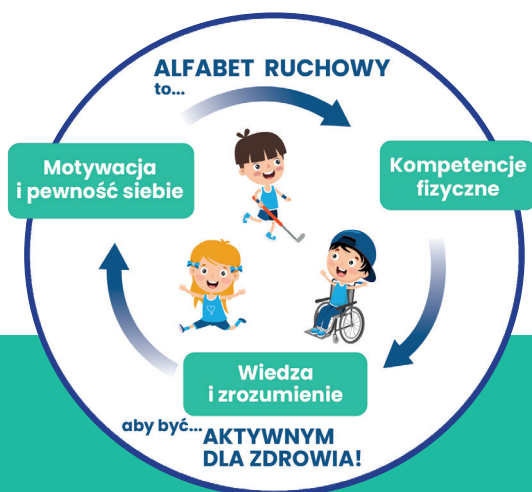 ALFABET RUCHOWY
to...
Motywacja
i pewność siebie
Kompetencje
fizyczne
Wiedza
i zrozumienie
aby być...
AKTYWNYM
DLA ZDROWIA!